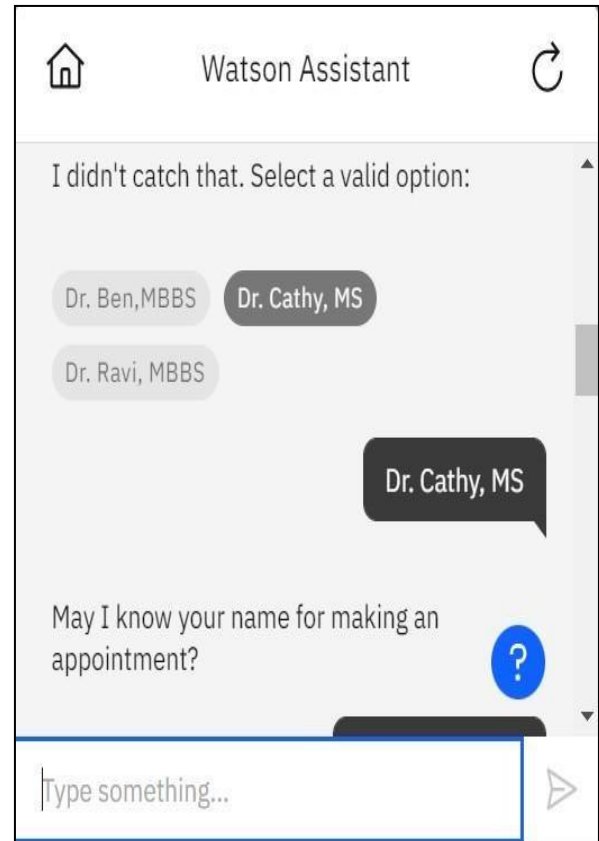 Watson Assistant
I didn't catch that. Select a valid option:
Dr. Ben,MBBS Dr. Cathy, MS
Dr. Ravi, MBBS
Dr. Cathy, MS
May I know your name for making an
appointment?
?
Type something...